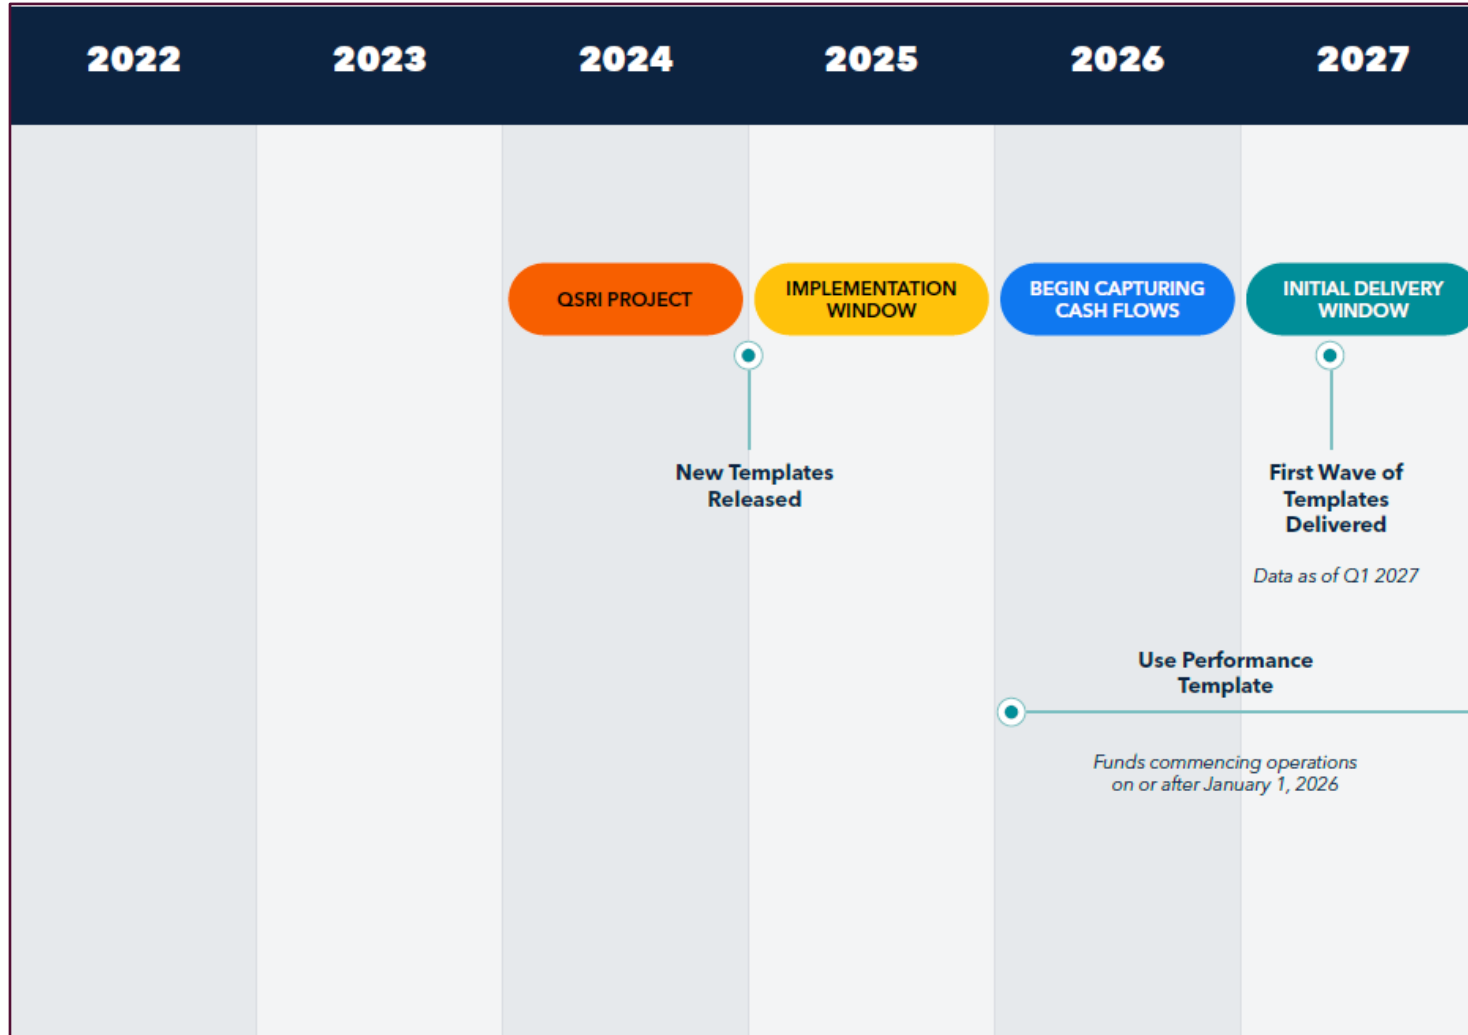 2022 2023 2024 2025 2026 2027
QSRI PROJECT
IMPLEMENTATION
WINDOW
BEGIN CAPTURING
CASH FLOWS
INITIAL DELIVERY
WINDOW
New Templates
Released
First Wave of
Templates
Delivered
Data as of Q1 2027
Use Performance
Template
Funds commencing operations
on or after January 1, 2026